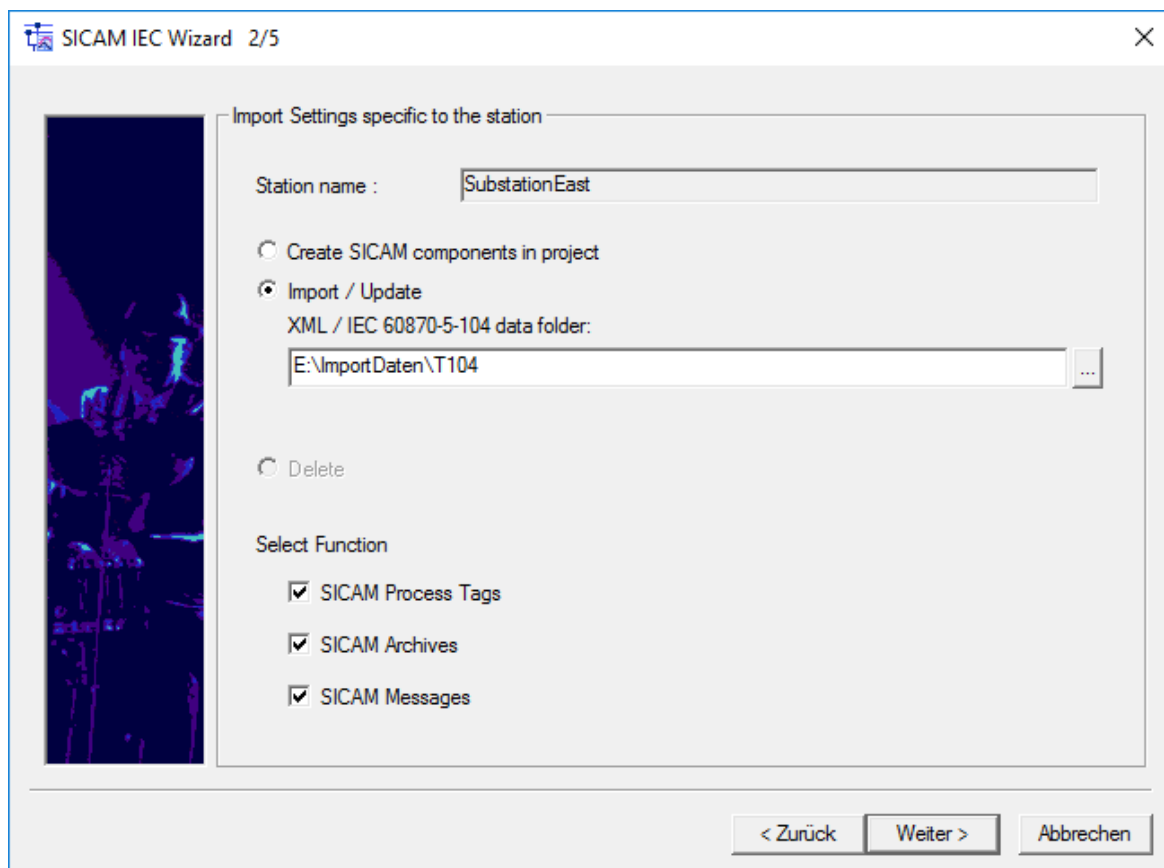 SICAM IEC Wizard 2/5
Import Settings specific to the station
Station name : SubstationEast
Create SICAM components in project
Import / Update
XML / IEC 60870-5-104 data folder:
E:\ImportDaten\T104 ...
Delete
Select Function
SICAM Process Tags
SICAM Archives
SICAM Messages
< Zurück Weiter > Abbrechen